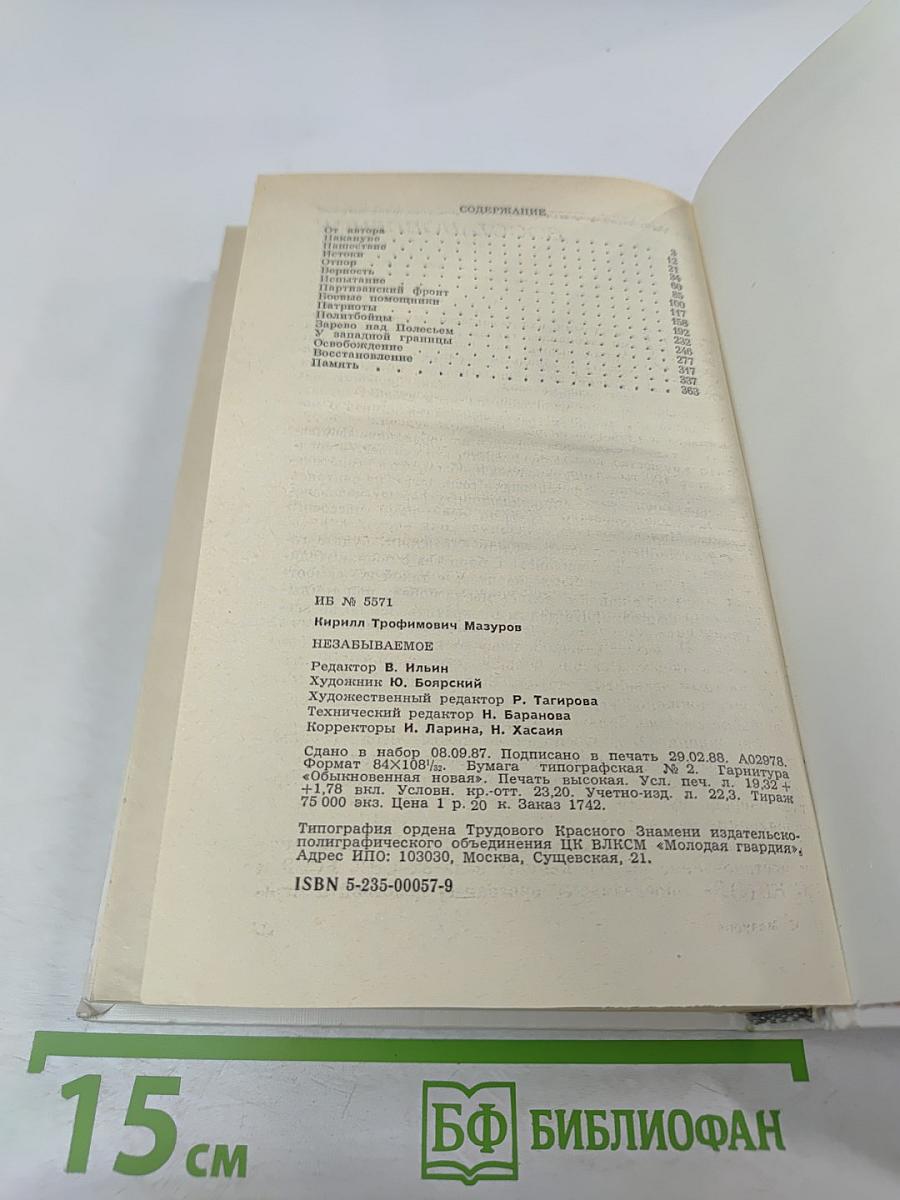 СОДЕРЖАНИЕ
От автора . . . . . . . . . . . . 3
Накануне . . . . . . . . . . . . 12
Нашествие . . . . . . . . . . . . 21
Истоки . . . . . . . . . . . . 34
Отпор . . . . . . . . . . . . 60
Верность . . . . . . . . . . . . 85
Испытание . . . . . . . . . . . . 100
Партизанский фронт . . . . . . . . . . . . 117
Боевые помощники . . . . . . . . . . . . 158
Патриоты . . . . . . . . . . . . 192
Политбойцы . . . . . . . . . . . . 232
Зарево над Полесьем . . . . . . . . . . . . 246
У западной границы . . . . . . . . . . . . 277
Освобождение . . . . . . . . . . . . 317
Восстановление . . . . . . . . . . . . 337
Память . . . . . . . . . . . . 363
ИБ № 5571
Кирилл Трофимович Мазуров
НЕЗАБЫВАЕМОЕ
Редактор В. Ильин
Художник Ю. Боярский
Художественный редактор Р. Тагирова
Технический редактор Н. Баранова
Корректоры И. Ларина, Н. Хасаия
Сдано в набор 08.09.87. Подписано в печать 29.02.88. А02978.
Формат 84×108¹/₃₂. Бумага типографская № 2. Гарнитура
«Обыкновенная новая». Печать высокая. Усл. печ. л. 19,32 +
+1,78 вкл. Условн. кр.-отт. 23,20. Учетно-изд. л. 22,3. Тираж
75 000 экз. Цена 1 р. 20 к. Заказ 1742.
Типография ордена Трудового Красного Знамени издательско-
полиграфического объединения ЦК ВЛКСМ «Молодая гвардия».
Адрес ИПО: 103030, Москва, Сущевская, 21.
ISBN 5-235-00057-9
15 см
БФ БИБЛИОФАН